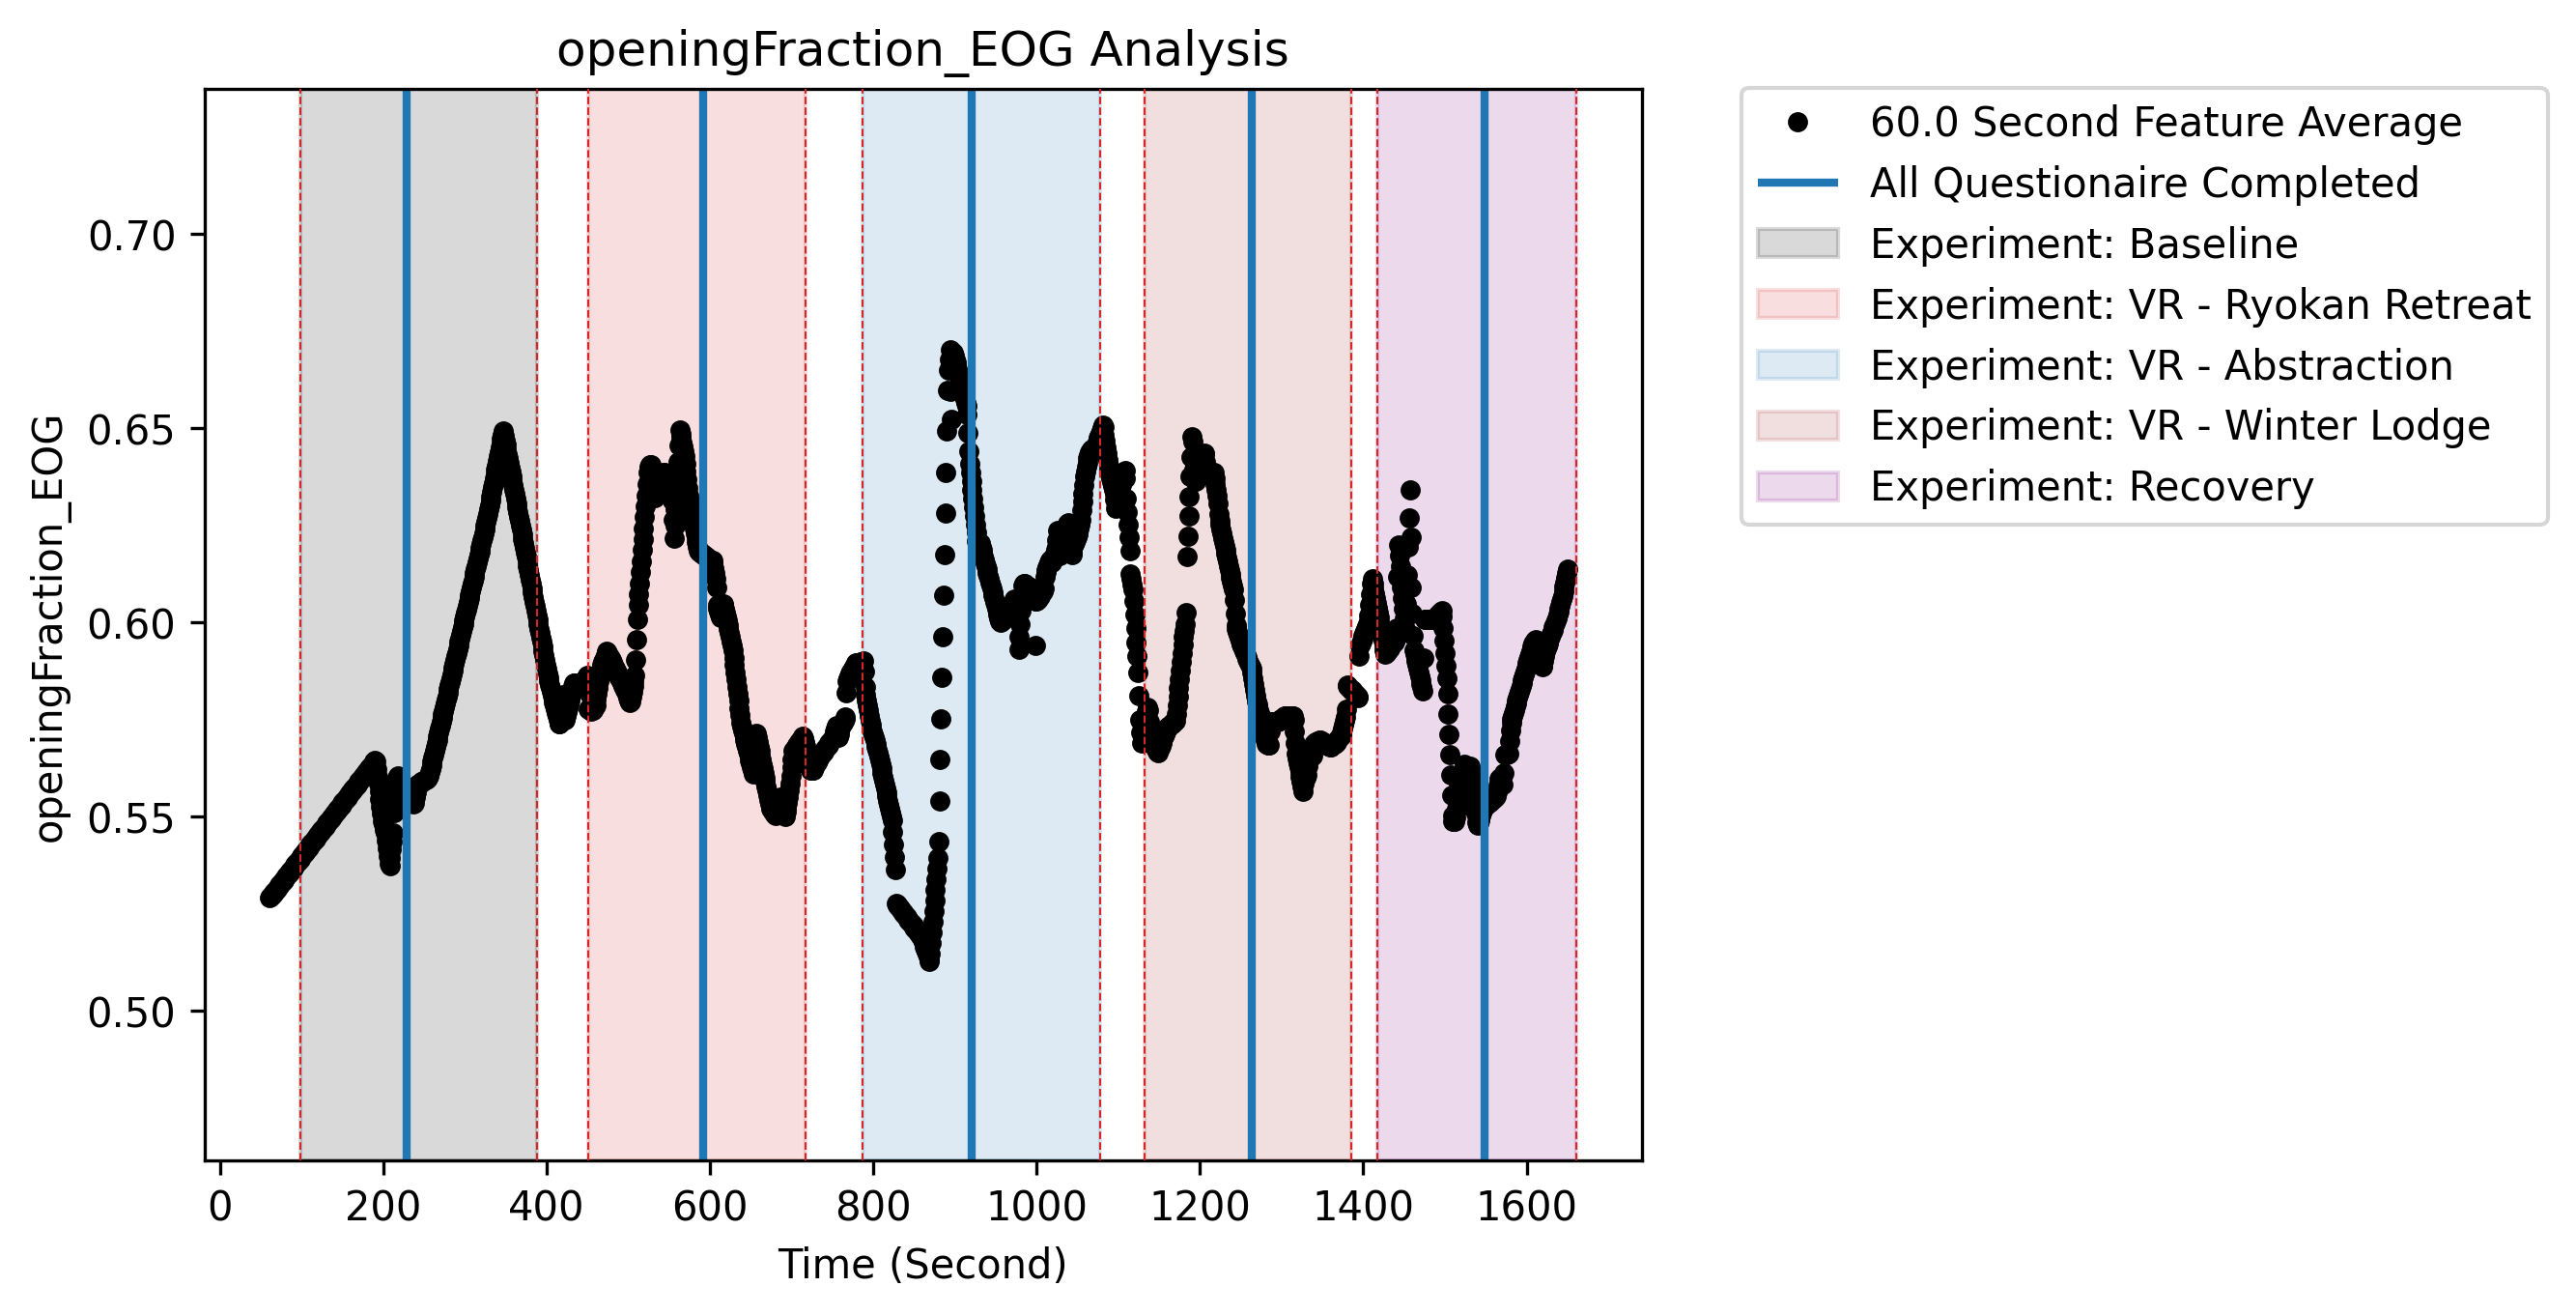 openingFraction_EOG Analysis
openingFraction_EOG
0.70
0.65
0.60
0.55
0.50
0
200
400
600
800
1000
1200
1400
1600
Time (Second)
60.0 Second Feature Average
All Questionaire Completed
Experiment: Baseline
Experiment: VR - Ryokan Retreat
Experiment: VR - Abstraction
Experiment: VR - Winter Lodge
Experiment: Recovery